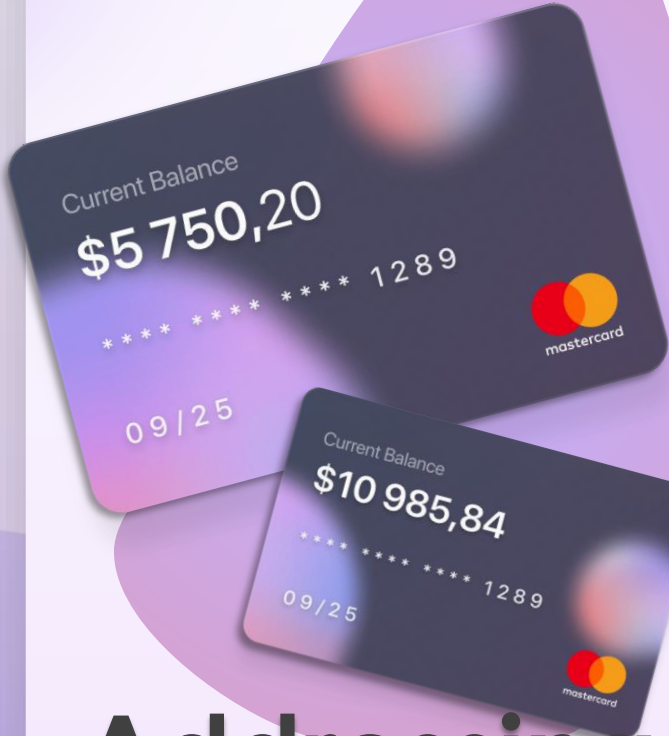 Current Balance
$5 750,20
**** **** **** 1289
09/25
mastercard
Current Balance
$10 985,84
**** **** **** 1289
09/25
mastercard